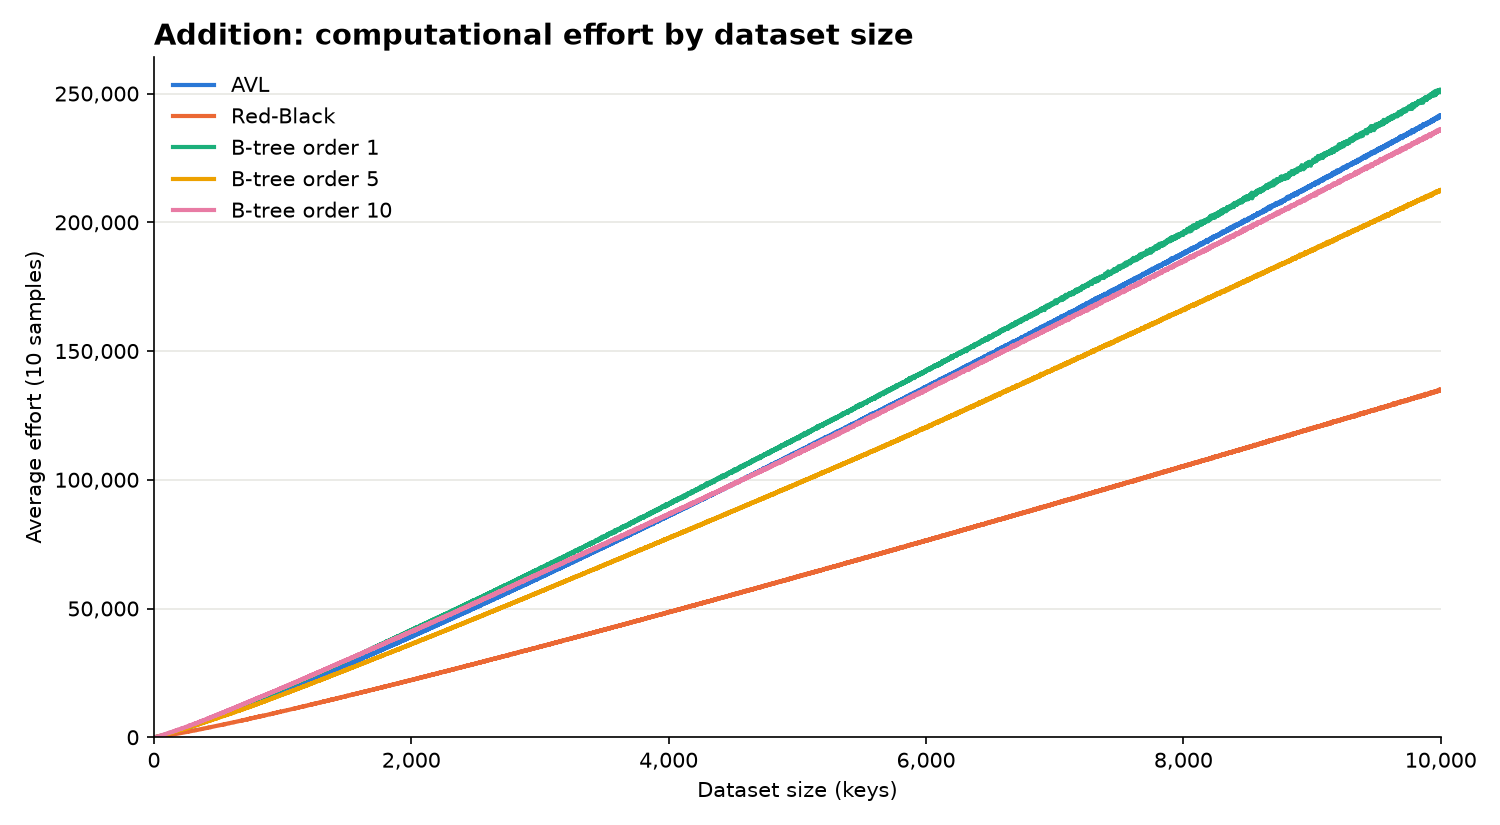 Addition: computational effort by dataset size
AVL
Red-Black
B-tree order 1
B-tree order 5
B-tree order 10
Average effort (10 samples)
250,000
200,000
150,000
100,000
50,000
0
0 2,000 4,000 6,000 8,000 10,000
Dataset size (keys)